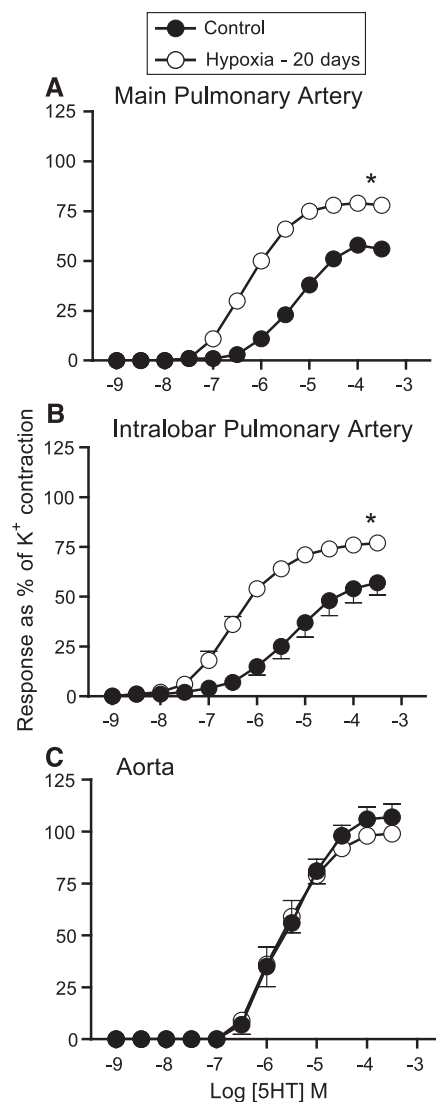 Control
Hypoxia - 20 days
A
Main Pulmonary Artery
125
100
75
50
25
0
-9 -8 -7 -6 -5 -4 -3
*
B
Intralobar Pulmonary Artery
125
100
75
50
25
0
-9 -8 -7 -6 -5 -4 -3
*
Response as % of K+ contraction
C
Aorta
125
100
75
50
25
0
-9 -8 -7 -6 -5 -4 -3
Log [5HT] M